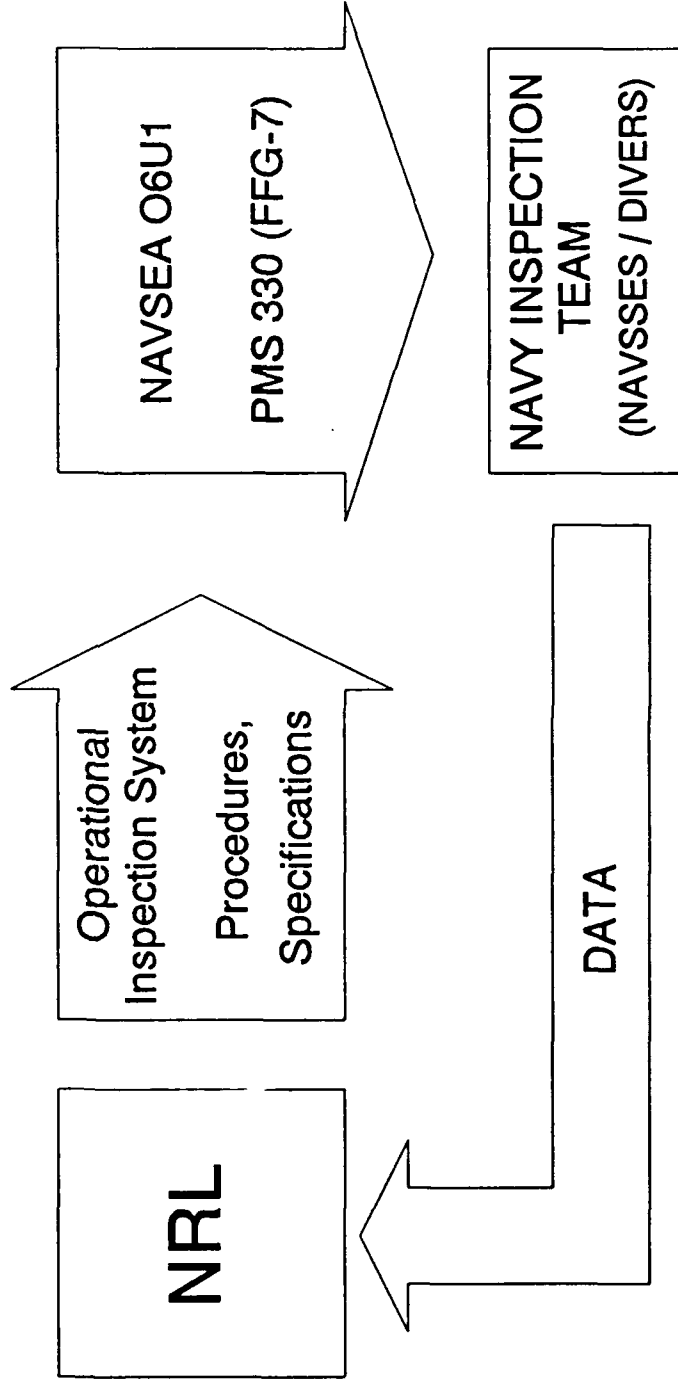 NRL
Operational
Inspection System
Procedures,
Specifications
NAVSEA O6U1
PMS 330 (FFG-7)
NAVY INSPECTION
TEAM
(NAVSSES / DIVERS)
DATA